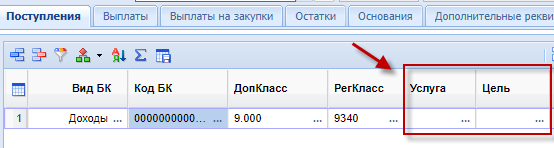 Поступления Выплаты Выплаты на закупки Остатки Основания Дополнительные рекви
Вид БК Код БК ДопКласс РегКласс Услуга Цель
1 Доходы ... 0000000000... ... 9.000 ... 9340 ... ... ...